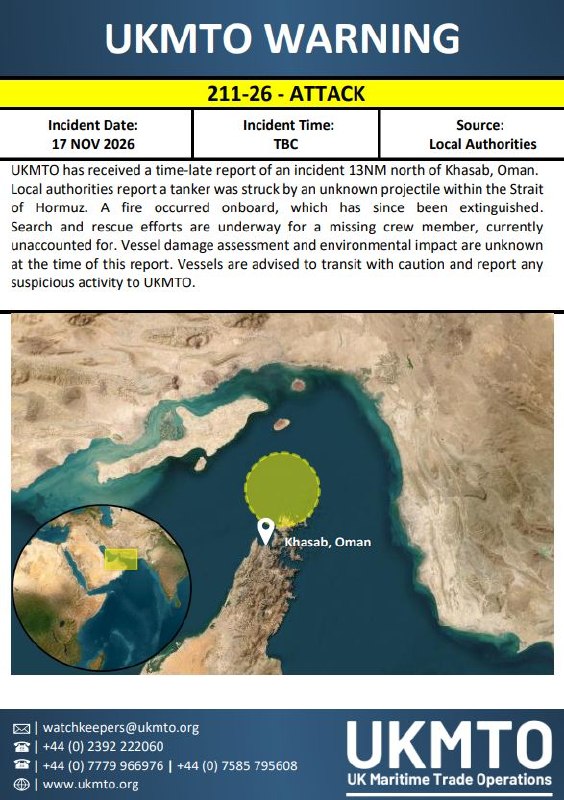 UKMTO WARNING
211-26 - ATTACK
Incident Date:
17 NOV 2026
Incident Time:
TBC
Source:
Local Authorities
UKMTO has received a time-late report of an incident 13NM north of Khasab, Oman.
Local authorities report a tanker was struck by an unknown projectile within the Strait
of Hormuz. A fire occurred onboard, which has since been extinguished.
Search and rescue efforts are underway for a missing crew member, currently
unaccounted for. Vessel damage assessment and environmental impact are unknown
at the time of this report. Vessels are advised to transit with caution and report any
suspicious activity to UKMTO.
Khasab, Oman
| watchkeepers@ukmto.org
| +44 (0) 2392 222060
| +44 (0) 7779 966976 | +44 (0) 7585 795608
| www.ukmto.org
UKMTO
UK Maritime Trade Operations